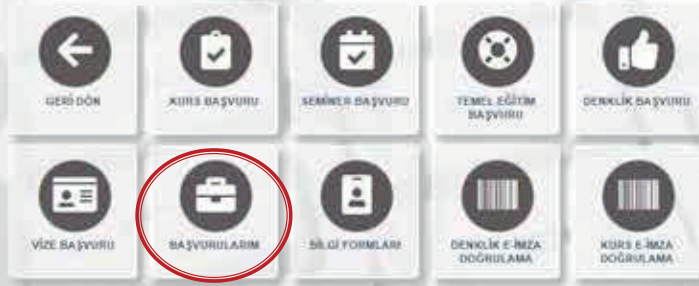 GERİ DÖN
KURS BAŞVURU
SEMİNER BAŞVURU
TEMEL EĞİTİM
BAŞVURU
DENKLİK BAŞVURU
VİZE BAŞVURU
BAŞVURULARIM
BİLGİ FORMLARI
DENKLİK E-İMZA
DOĞRULAMA
KURS E-İMZA
DOĞRULAMA